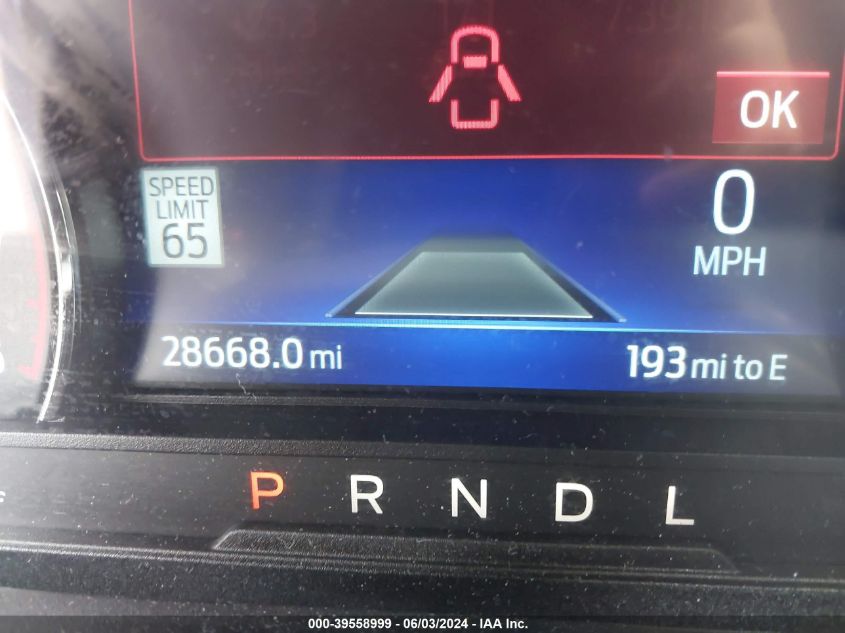 OK
SPEED
LIMIT
65
0
MPH
28668.0 mi
193 mi to E
P R N D L
000-39558999 - 06/03/2024 - IAA Inc.